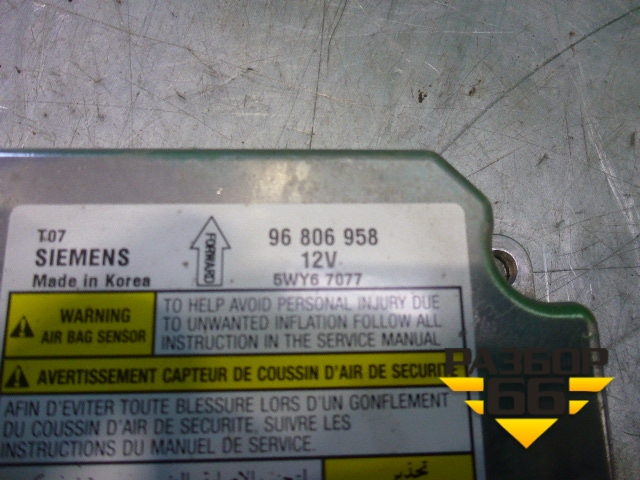 T.07
SIEMENS
Made in Korea
FORWARD
96 806 958
12V
5WY6 7077
WARNING
AIR BAG SENSOR
TO HELP AVOID PERSONAL INJURY DUE
TO UNWANTED INFLATION FOLLOW ALL
INSTRUCTION IN THE SERVICE MANUAL
AVERTISSEMENT CAPTEUR DE COUSSIN D'AIR DE SECURITE
AFIN D'EVITER TOUTE BLESSURE LORS D'UN GONFLEMENT
DU COUSSIN D'AIR DE SECURITE, SUIVRE LES
INSTRUCTIONS DU MANUEL DE SERVICE.
تحذير
РАЗБОР
66